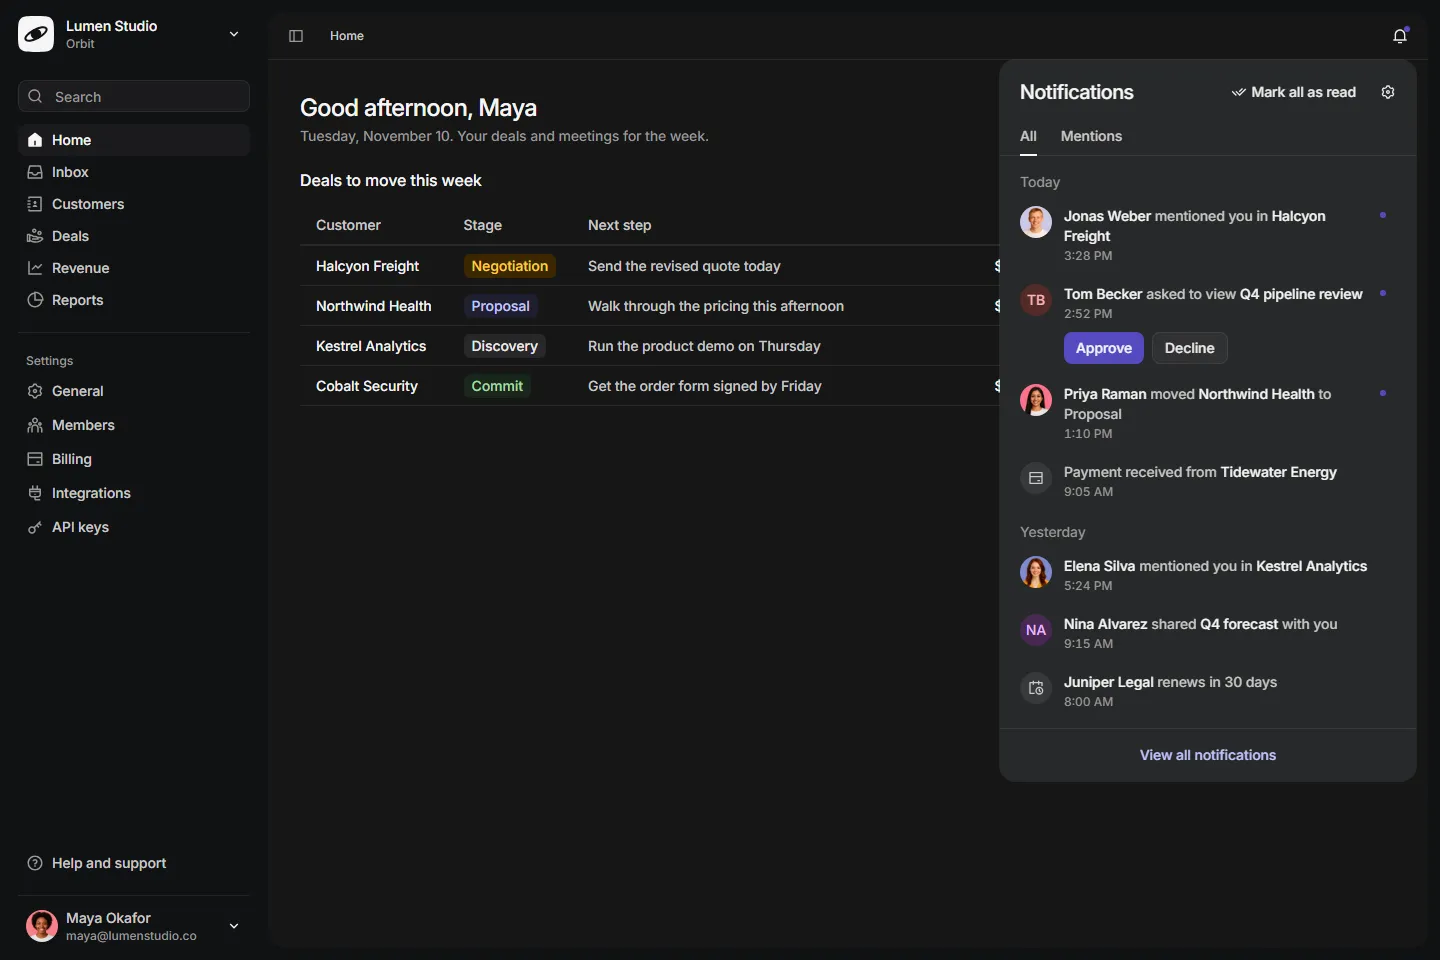 Lumen Studio
Orbit
Search
Home
Inbox
Customers
Deals
Revenue
Reports
Settings
General
Members
Billing
Integrations
API keys
Help and support
Maya Okafor
maya@lumenstudio.co
Home
Good afternoon, Maya
Tuesday, November 10. Your deals and meetings for the week.
Deals to move this week
Customer Stage Next step
Halcyon Freight Negotiation Send the revised quote today $
Northwind Health Proposal Walk through the pricing this afternoon $
Kestrel Analytics Discovery Run the product demo on Thursday
Cobalt Security Commit Get the order form signed by Friday $
Notifications Mark all as read
All Mentions
Today
Jonas Weber mentioned you in Halcyon
Freight
3:28 PM
TB Tom Becker asked to view Q4 pipeline review
2:52 PM
Approve Decline
Priya Raman moved Northwind Health to
Proposal
1:10 PM
Payment received from Tidewater Energy
9:05 AM
Yesterday
Elena Silva mentioned you in Kestrel Analytics
5:24 PM
NA Nina Alvarez shared Q4 forecast with you
9:15 AM
Juniper Legal renews in 30 days
8:00 AM
View all notifications